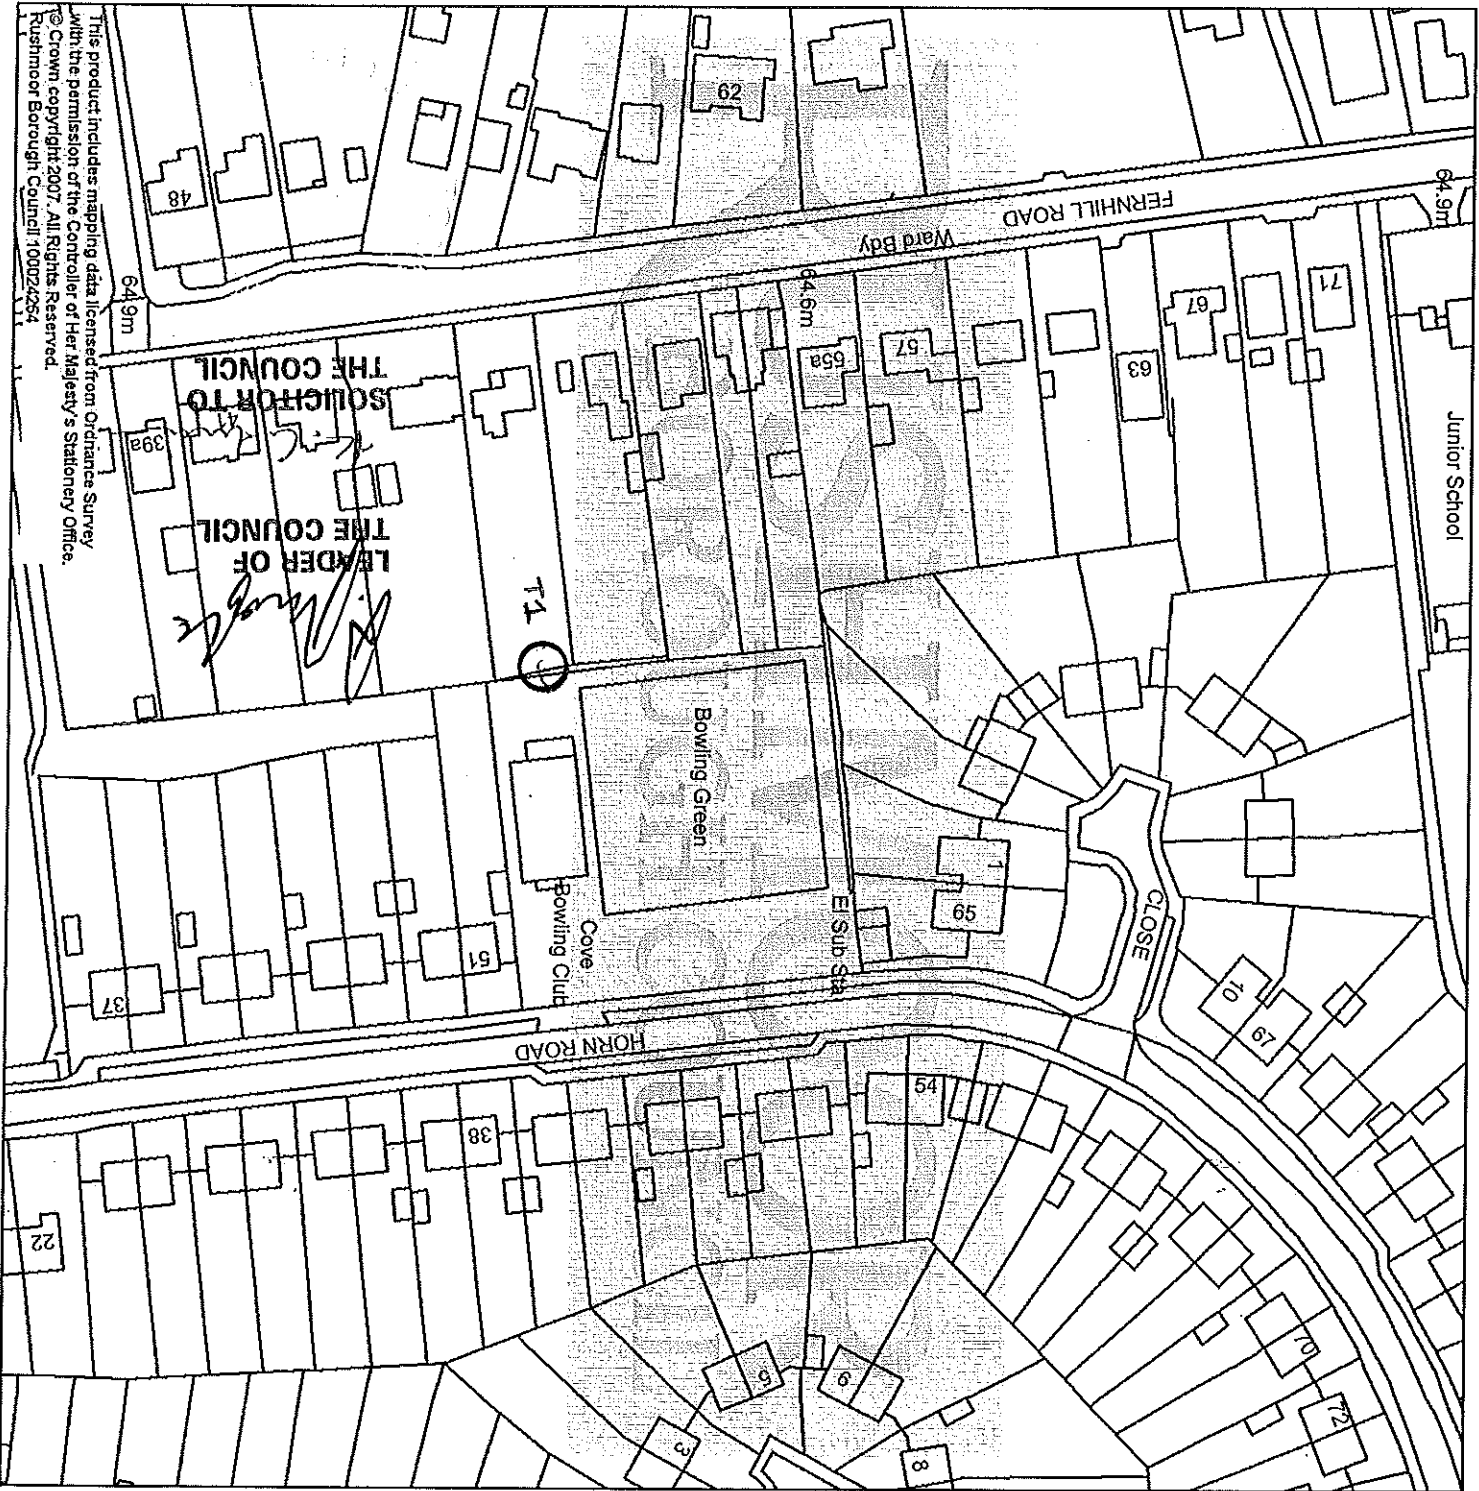 This product includes mapping data licensed from Ordnance Survey
with the permission of the Controller of Her Majesty's Stationery Office.
© Crown copyright 2007. All Rights Reserved.
Rushmoor Borough Council 100024264
64.9m
Junior School
FERNHILL ROAD
Ward Bdy
64.6m
64.9m
62
48
71
67
63
57
65a
41
39a
SOLICITOR TO
THE COUNCIL
LEADER OF
THE COUNCIL
T1
Bowling Green
Cove
Bowling Club
El Sub Sta
1
65
CLOSE
10
67
51
37
HORN ROAD
54
38
22
70
72
5
6
3
8